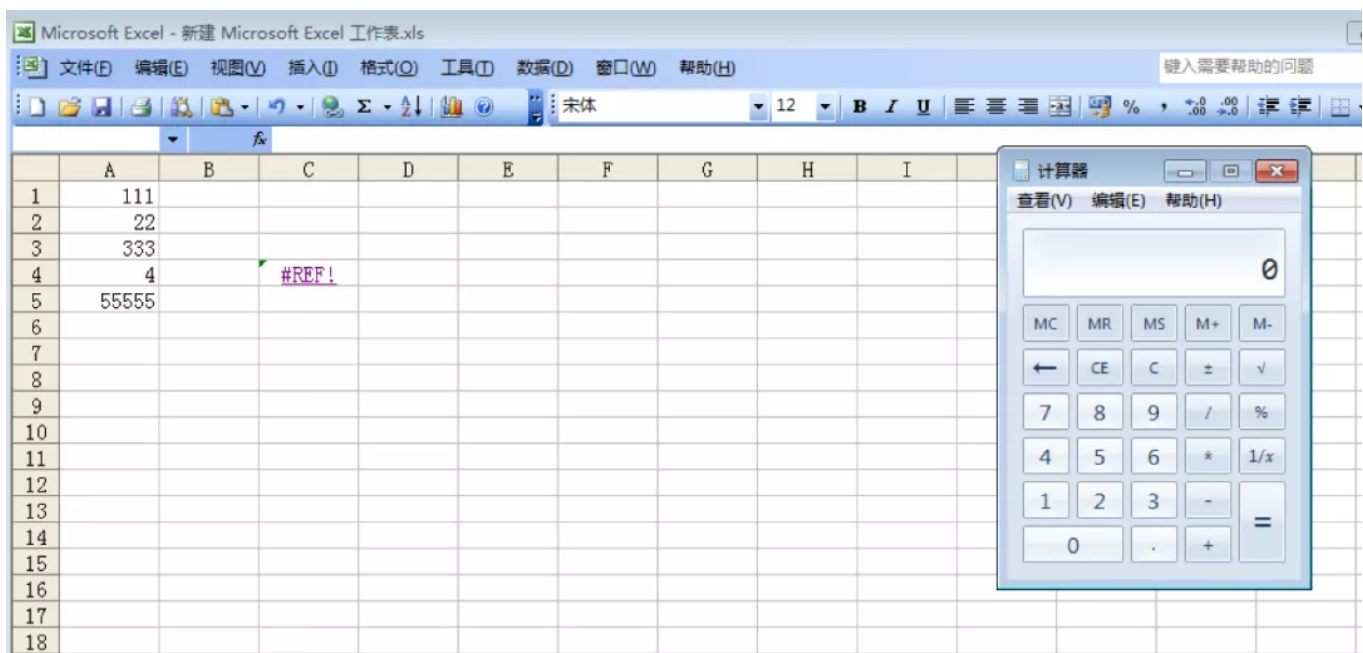 Microsoft Excel - 新建 Microsoft Excel 工作表.xls
文件(F) 编辑(E) 视图(V) 插入(I) 格式(O) 工具(T) 数据(D) 窗口(W) 帮助(H) 键入需要帮助的问题
宋体 12 B I U % , .00
fx
A B C D E F G H I
1 111
2 22
3 333
4 4 #REF!
5 55555
6
7
8
9
10
11
12
13
14
15
16
17
18
计算器
查看(V) 编辑(E) 帮助(H)
0
MC MR MS M+ M-
← CE C ± √
7 8 9 / %
4 5 6 * 1/x
1 2 3 - =
0 . +